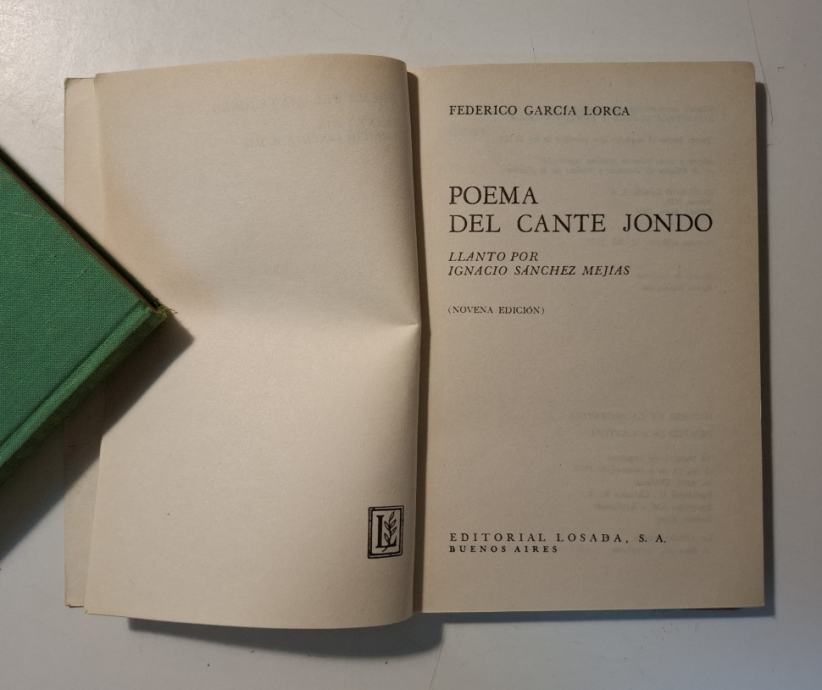 FEDERICO GARCÍA LORCA
POEMA
DEL CANTE JONDO
LLANTO POR
IGNACIO SÁNCHEZ MEJÍAS
(NOVENA EDICIÓN)
L
EDITORIAL LOSADA, S. A.
BUENOS AIRES